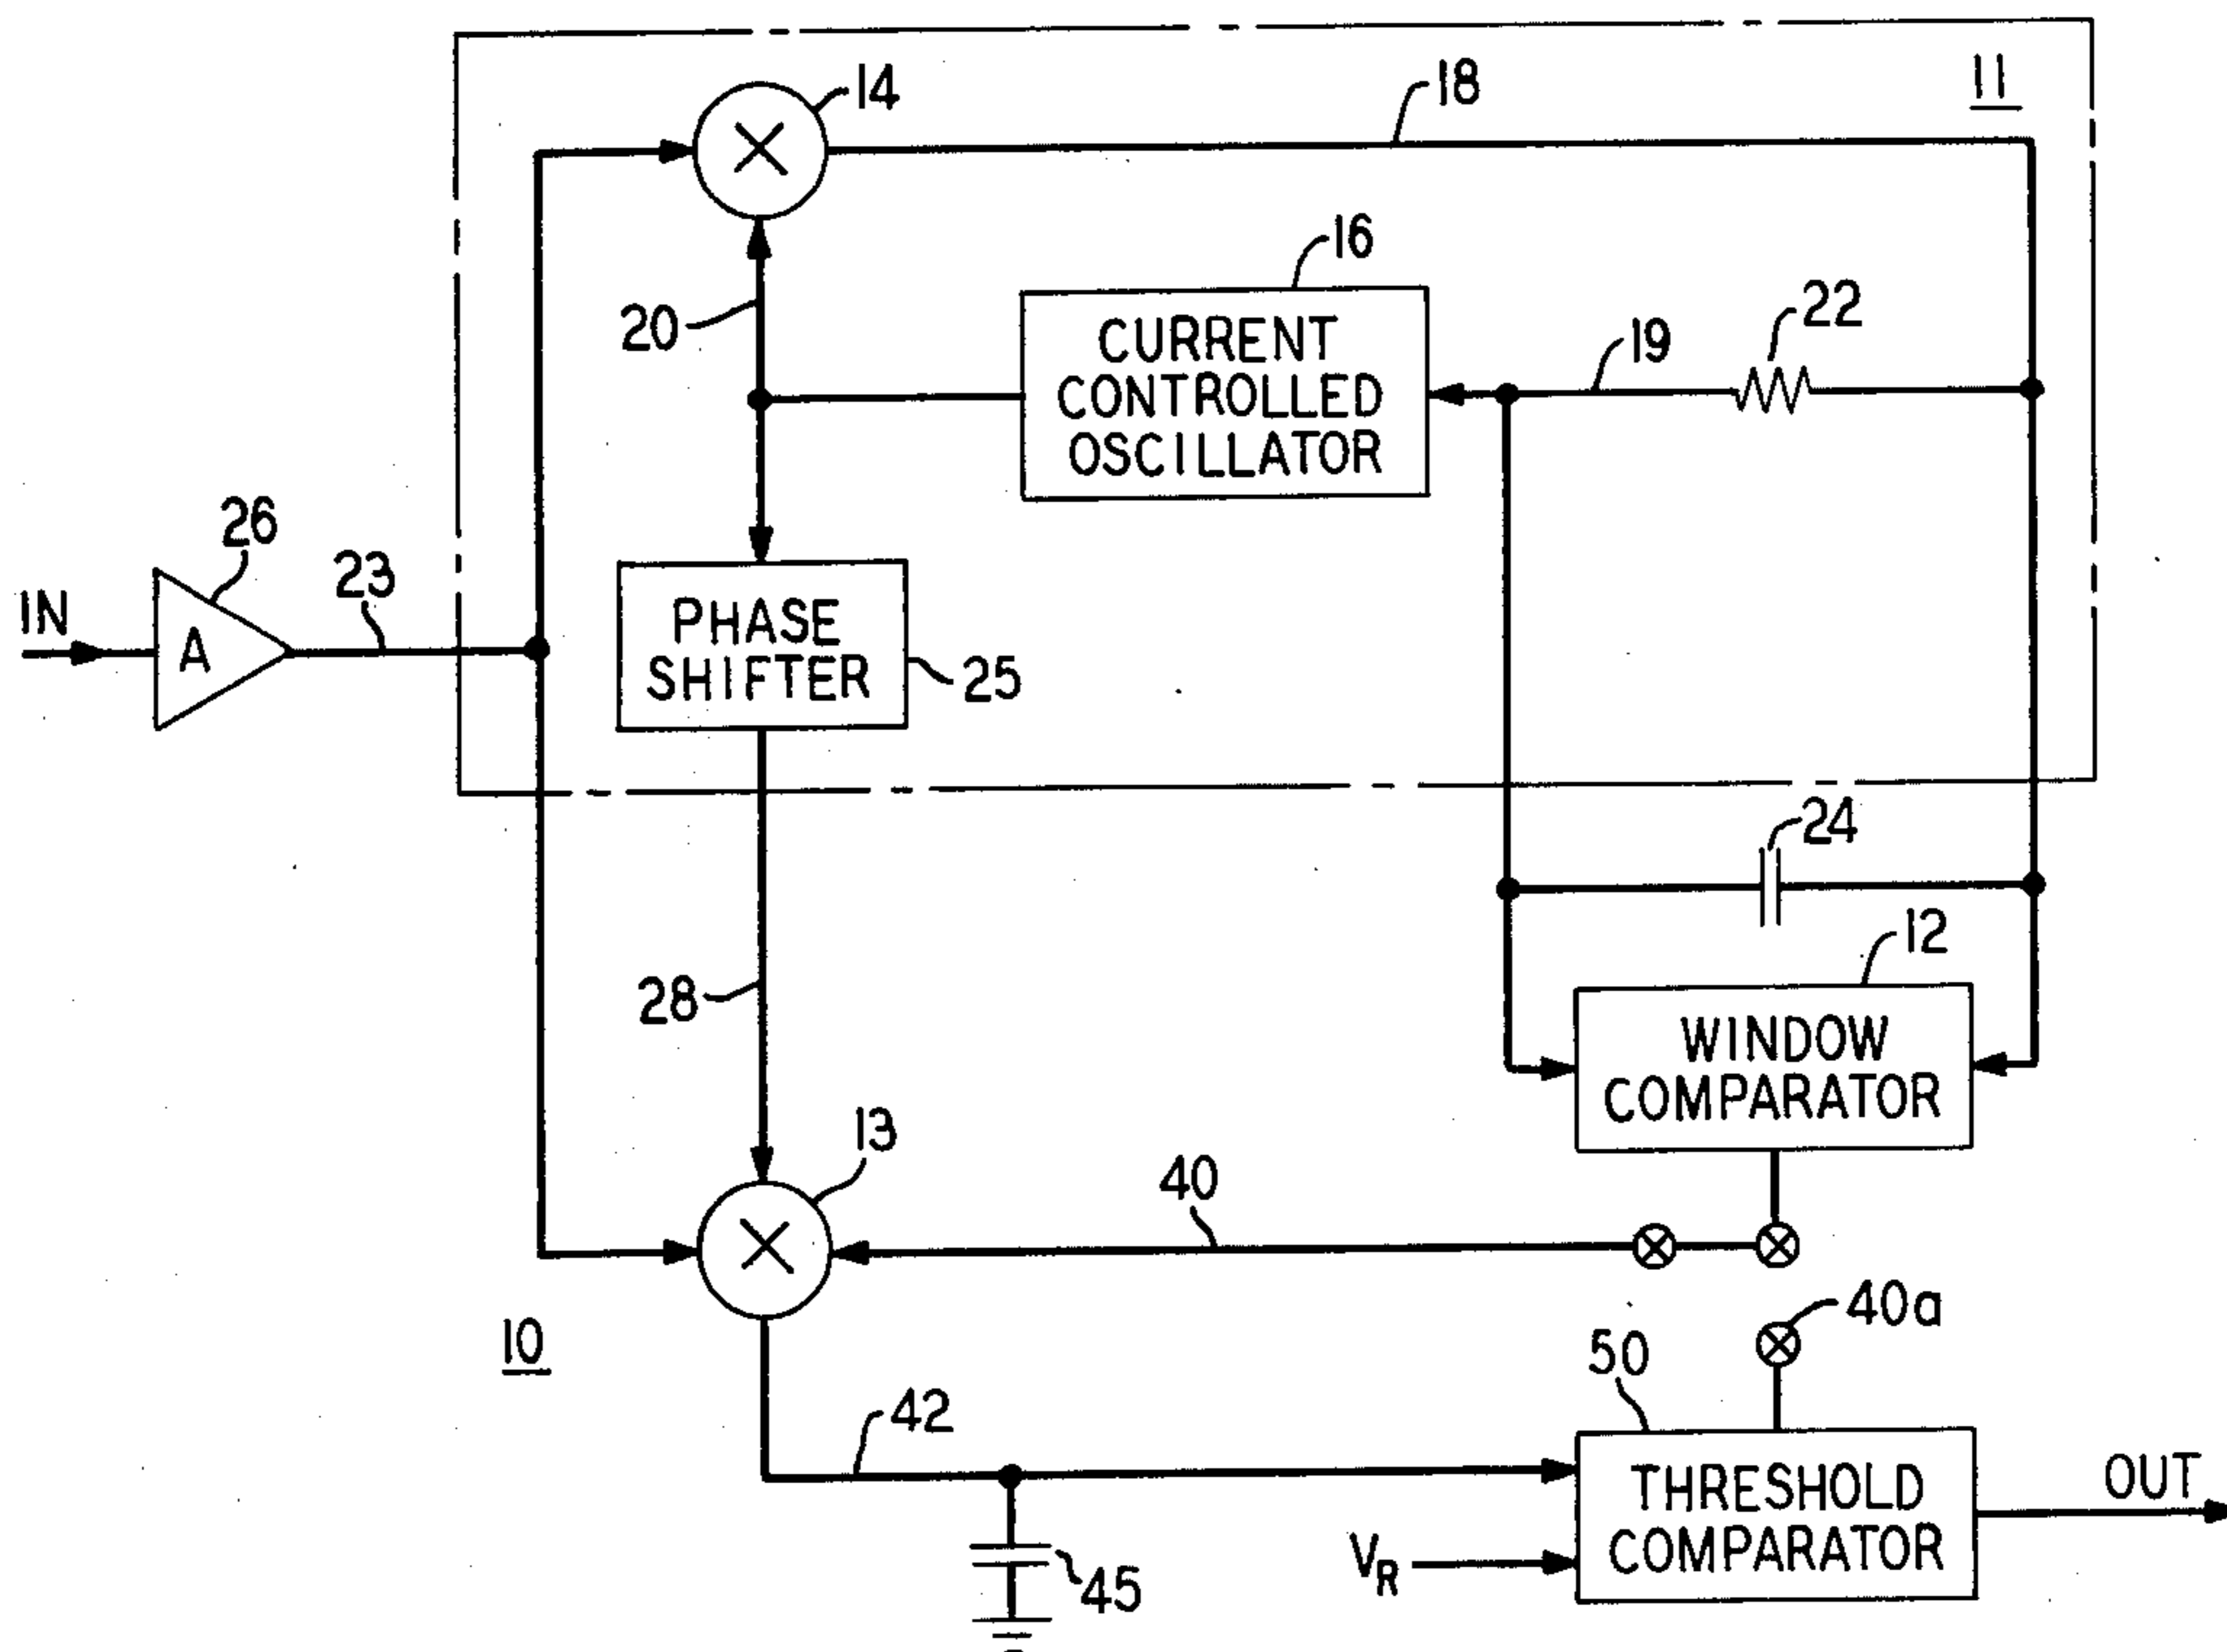 14
18
11
16
20
CURRENT
CONTROLLED
OSCILLATOR
19
22
26
IN
A
23
PHASE
SHIFTER
25
24
12
28
WINDOW
COMPARATOR
13
40
10
40a
50
42
THRESHOLD
COMPARATOR
OUT
VR
45